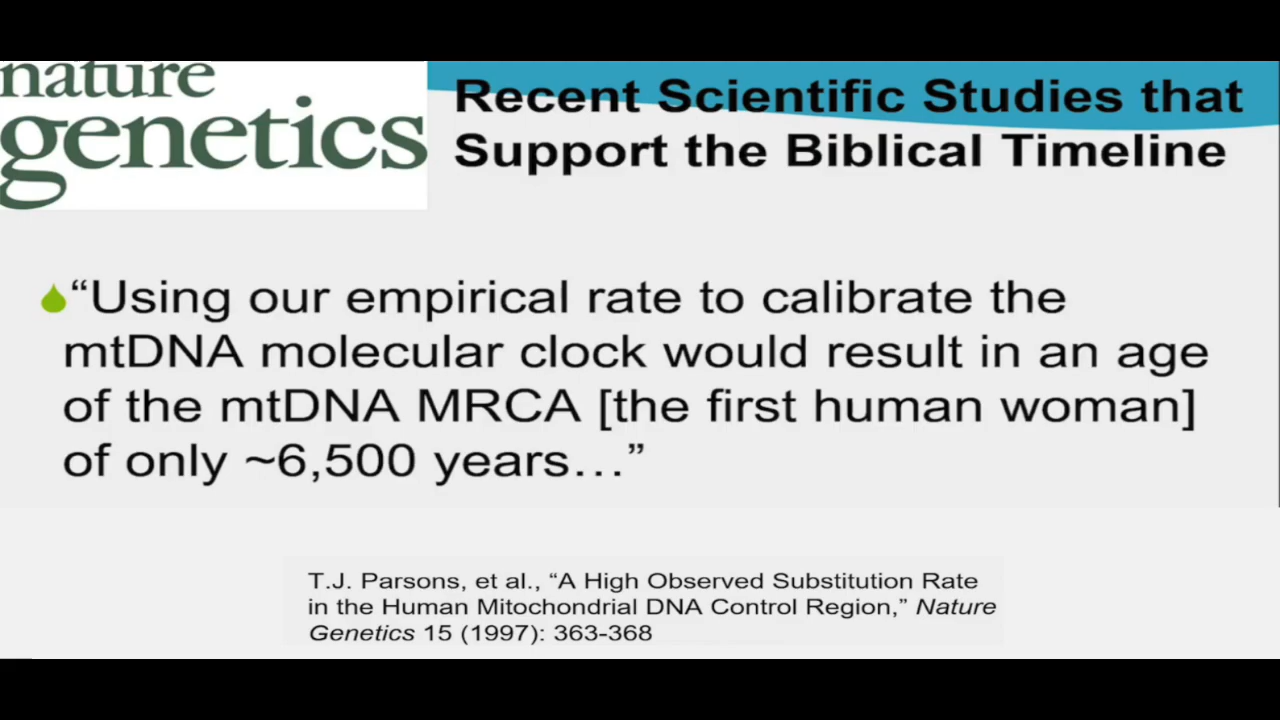 nature
genetics
Recent Scientific Studies that
Support the Biblical Timeline
“Using our empirical rate to calibrate the
mtDNA molecular clock would result in an age
of the mtDNA MRCA [the first human woman]
of only ~6,500 years…”
T.J. Parsons, et al., “A High Observed Substitution Rate
in the Human Mitochondrial DNA Control Region,” Nature
Genetics 15 (1997): 363-368